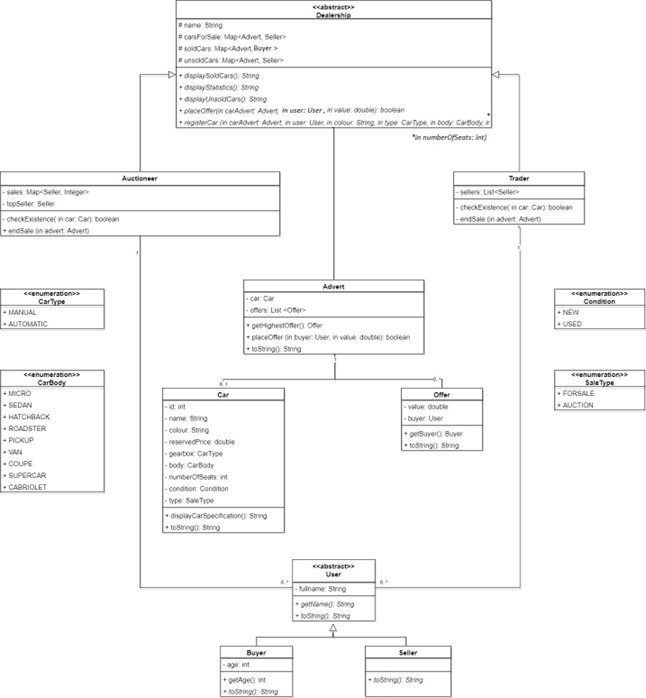 <<abstract>>
Dealership
# name: String
# carsForSale: Map<Advert, Seller>
# soldCars: Map<Advert, Buyer >
# unsoldCars: Map<Advert, Seller>
+ displaySoldCars(): String
+ displayStatistics(): String
+ displayUnsoldCars(): String
+ placeOffer(in carAdvert: Advert, in user: User , in value: double): boolean
+ registerCar (in carAdvert: Advert, in user: User, in colour: String, in type: CarType, in body: CarBody, in *
*in numberOfSeats: int)
Auctioneer
- sales: Map<Seller, Integer>
- topSeller: Seller
- checkExistence( in car: Car): boolean
+ endSale (in advert: Advert)
1
Trader
- sellers: List<Seller>
- checkExistence( in car: Car): boolean
- endSale (in advert: Advert)
1
Advert
- car: Car
- offers: List <Offer>
+ getHighestOffer(): Offer
+ placeOffer (in buyer: User, in value: double): boolean
+ toString(): String
1
<<enumeration>>
CarType
+ MANUAL
+ AUTOMATIC
<<enumeration>>
Condition
+ NEW
+ USED
<<enumeration>>
CarBody
+ MICRO
+ SEDAN
+ HATCHBACK
+ ROADSTER
+ PICKUP
+ VAN
+ COUPE
+ SUPERCAR
+ CABRIOLET
<<enumeration>>
SaleType
+ FORSALE
+ AUCTION
0,1
0,*
Car
- id: int
- name: String
- colour: String
- reservedPrice: double
- gearbox: CarType
- body: CarBody
- numberOfSeats: int
- condition: Condition
- type: SaleType
+ displayCarSpecification(): String
+ toString(): String
Offer
- value: double
- buyer: User
+ getBuyer(): Buyer
+ toString(): String
0,*
0,*
<<abstract>>
User
- fullname: String
+ getName(): String
+ toString(): String
Buyer
- age: int
+ getAge(): int
+ toString(): String
Seller
+ toString(): String